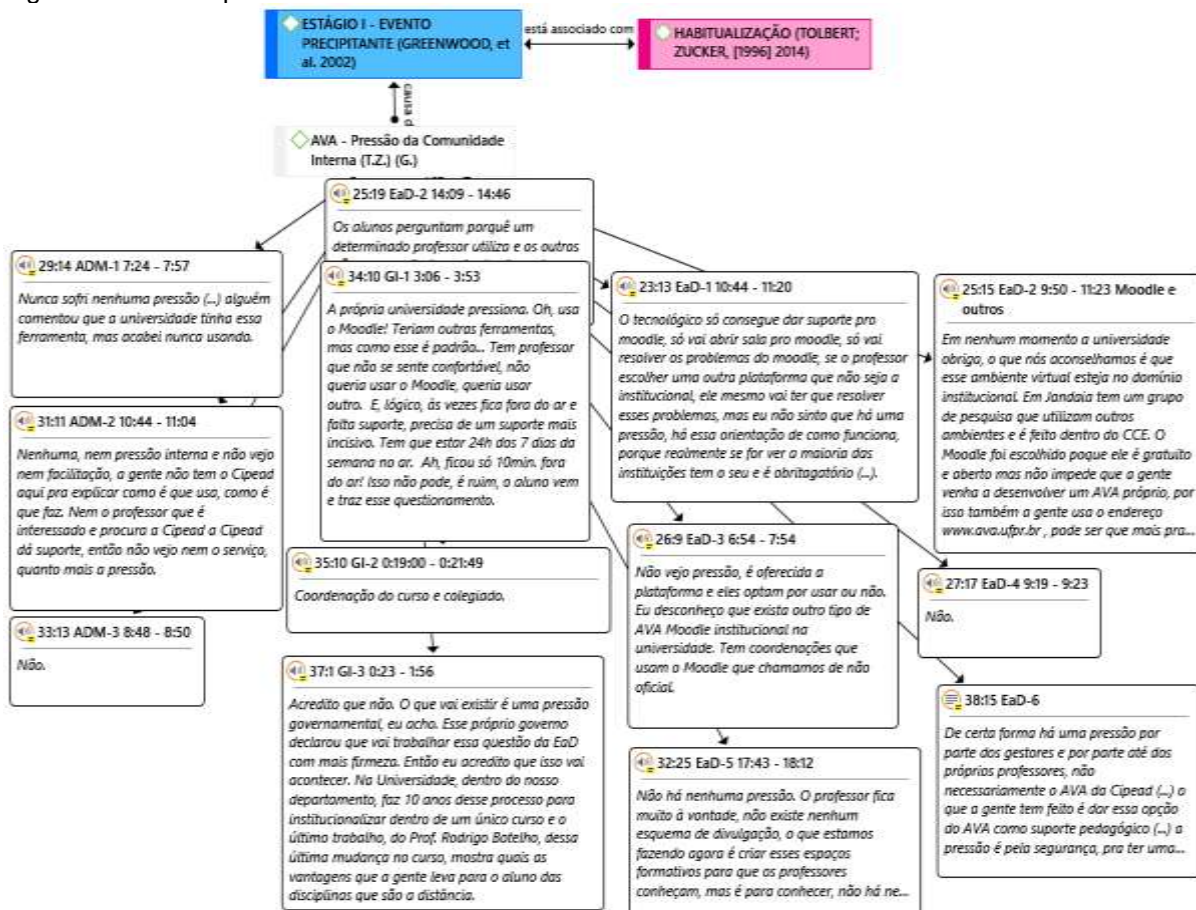 ESTÁGIO I - EVENTO
PRECIPITANTE (GREENWOOD, et
al. 2002)
está associado com
HABITUALIZAÇÃO (TOLBERT;
ZUCKER, [1996] 2014)
causa d
AVA - Pressão da Comunidade
Interna (T.Z.) (G.)
25:19 EaD-2 14:09 - 14:46
Os alunos perguntam porquê um
determinado professor utiliza e os outros
29:14 ADM-1 7:24 - 7:57
Nunca sofri nenhuma pressão (...) alguém
comentou que a universidade tinha essa
ferramenta, mas acabei nunca usando.
34:10 GI-1 3:06 - 3:53
A própria universidade pressiona. Oh, usa
o Moodle! Teriam outras ferramentas,
mas como esse é padrão... Tem professor
que não se sente confortável, não
queria usar o Moodle, queria usar
outro. E, lógico, às vezes fica fora do ar e
falta suporte, precisa de um suporte mais
incisivo. Tem que estar 24h dos 7 dias da
semana no ar. Ah, ficou só 10min. fora
do ar! Isso não pode, é ruim, o aluno vem
e traz esse questionamento.
23:13 EaD-1 10:44 - 11:20
O tecnológico só consegue dar suporte pro
moodle, só vai abrir sala pro moodle, só vai
resolver os problemas do moodle, se o professor
escolher uma outra plataforma que não seja a
institucional, ele mesmo vai ter que resolver
esses problemas, mas eu não sinto que há uma
pressão, há essa orientação de como funciona,
porque realmente se for ver a maioria das
instituições tem o seu e é obritagatório (...).
25:15 EaD-2 9:50 - 11:23 Moodle e
outros
Em nenhum momento a universidade
obriga, o que nós aconselhamos é que
esse ambiente virtual esteja no domínio
institucional. Em Jandaia tem um grupo
de pesquisa que utilizam outros
ambientes e é feito dentro do CCE. O
Moodle foi escolhido poque ele é gratuito
e aberto mas não impede que a gente
venha a desenvolver um AVA próprio, por
isso também a gente usa o endereço
www.ava.ufpr.br , pode ser que mais pra...
31:11 ADM-2 10:44 - 11:04
Nenhuma, nem pressão interna e não vejo
nem facilitação, a gente não tem o Cipead
aqui pra explicar como é que usa, como é
que faz. Nem o professor que é
interessado e procura a Cipead a Cipead
dá suporte, então não vejo nem o serviço,
quanto mais a pressão.
35:10 GI-2 0:19:00 - 0:21:49
Coordenação do curso e colegiado.
26:9 EaD-3 6:54 - 7:54
Não vejo pressão, é oferecida a
plataforma e eles optam por usar ou não.
Eu desconheço que exista outro tipo de
AVA Moodle institucional na
universidade. Tem coordenações que
usam o Moodle que chamamos de não
oficial.
27:17 EaD-4 9:19 - 9:23
Não.
33:13 ADM-3 8:48 - 8:50
Não.
37:1 GI-3 0:23 - 1:56
Acredito que não. O que vai existir é uma pressão
governamental, eu acho. Esse próprio governo
declarou que vai trabalhar essa questão da EaD
com mais firmeza. Então eu acredito que isso vai
acontecer. Na Universidade, dentro do nosso
departamento, faz 10 anos desse processo para
institucionalizar dentro de um único curso e o
último trabalho, do Prof. Rodrigo Botelho, dessa
última mudança no curso, mostra quais as
vantagens que a gente leva para o aluno das
disciplinas que são a distância.
32:25 EaD-5 17:43 - 18:12
Não há nenhuma pressão. O professor fica
muito à vontade, não existe nenhum
esquema de divulgação, o que estamos
fazendo agora é criar esses espaços
formativos para que os professores
conheçam, mas é para conhecer, não há ne...
38:15 EaD-6
De certa forma há uma pressão por
parte dos gestores e por parte até dos
próprios professores, não
necessariamente o AVA da Cipead (...) o
que a gente tem feito é dar essa opção
do AVA como suporte pedagógico (...) a
pressão é pela segurança, pra ter uma...